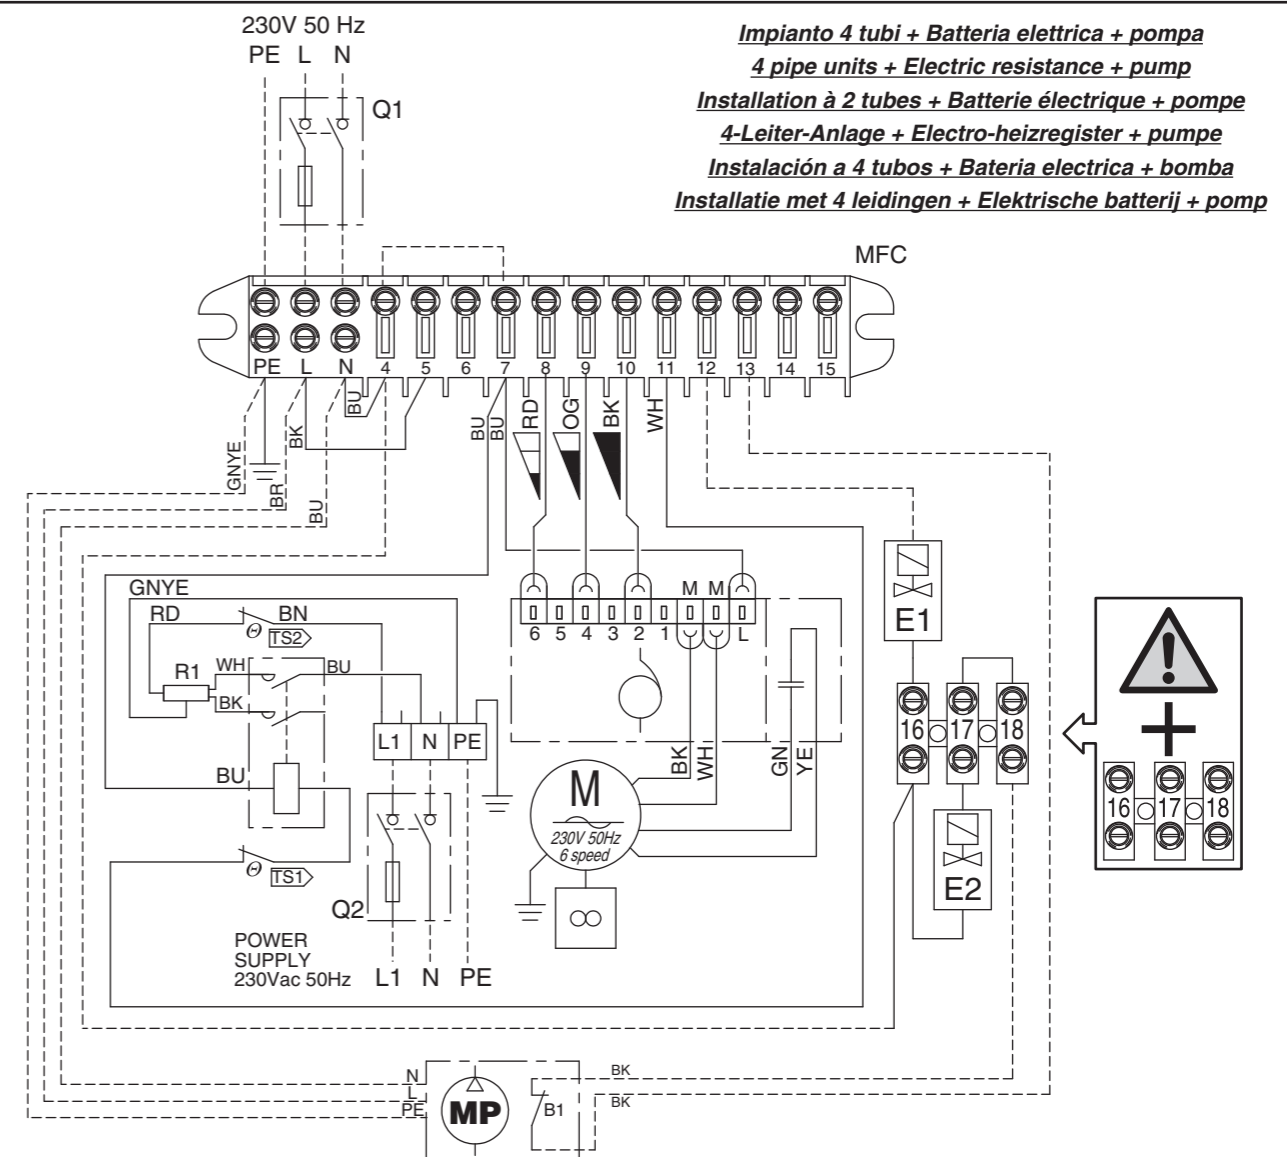 230V 50 Hz
PE L N
Q1
Impianto 4 tubi + Batteria elettrica + pompa
4 pipe units + Electric resistance + pump
Installation à 2 tubes + Batterie électrique + pompe
4-Leiter-Anlage + Electro-heizregister + pumpe
Instalación a 4 tubos + Bateria electrica + bomba
Installatie met 4 leidingen + Elektrische batterij + pomp
MFC
PE L N 4 5 6 7 8 9 10 11 12 13 14 15
GNYE
BR
BK
BU
BU
BU
BU
RD
OG
BK
WH
GNYE
RD
BN
TS2
R1
WH
BU
BK
BU
TS1
L1 N PE
Q2
POWER
SUPPLY
230Vac 50Hz
L1 N PE
M M
6 5 4 3 2 1 L
BK
WH
GN
YE
M
230V 50Hz
6 speed
E1
16 17 18
E2
16 17 18
N
L
PE
MP
B1
BK
BK